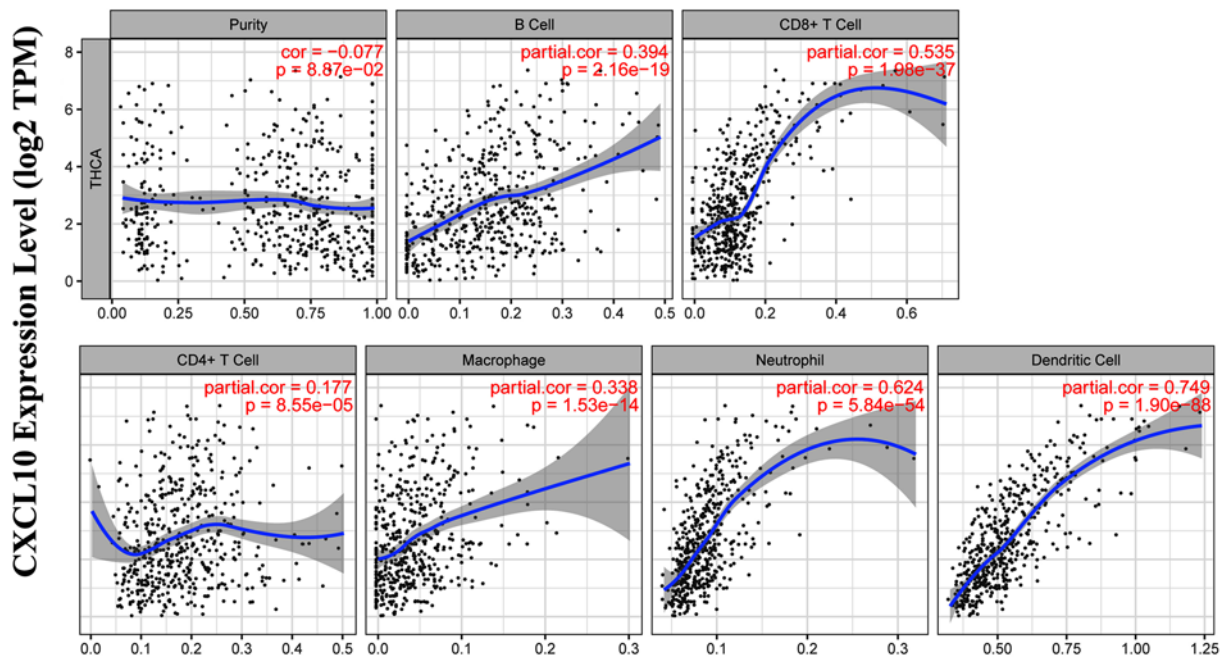 CXCL10 Expression Level (log2 TPM)
THCA
Purity
B Cell
CD8+ T Cell
cor = −0.077
p = 8.87e−02
partial.cor = 0.394
p = 2.16e−19
partial.cor = 0.535
p = 1.08e−37
8
6
4
2
0
0.00 0.25 0.50 0.75 1.00
0.0 0.1 0.2 0.3 0.4 0.5
0.0 0.2 0.4 0.6
CD4+ T Cell
Macrophage
Neutrophil
Dendritic Cell
partial.cor = 0.177
p = 8.55e−05
partial.cor = 0.338
p = 1.53e−14
partial.cor = 0.624
p = 5.84e−54
partial.cor = 0.749
p = 1.90e−88
0.0 0.1 0.2 0.3 0.4 0.5
0.0 0.1 0.2 0.3
0.1 0.2 0.3
0.50 0.75 1.00 1.25